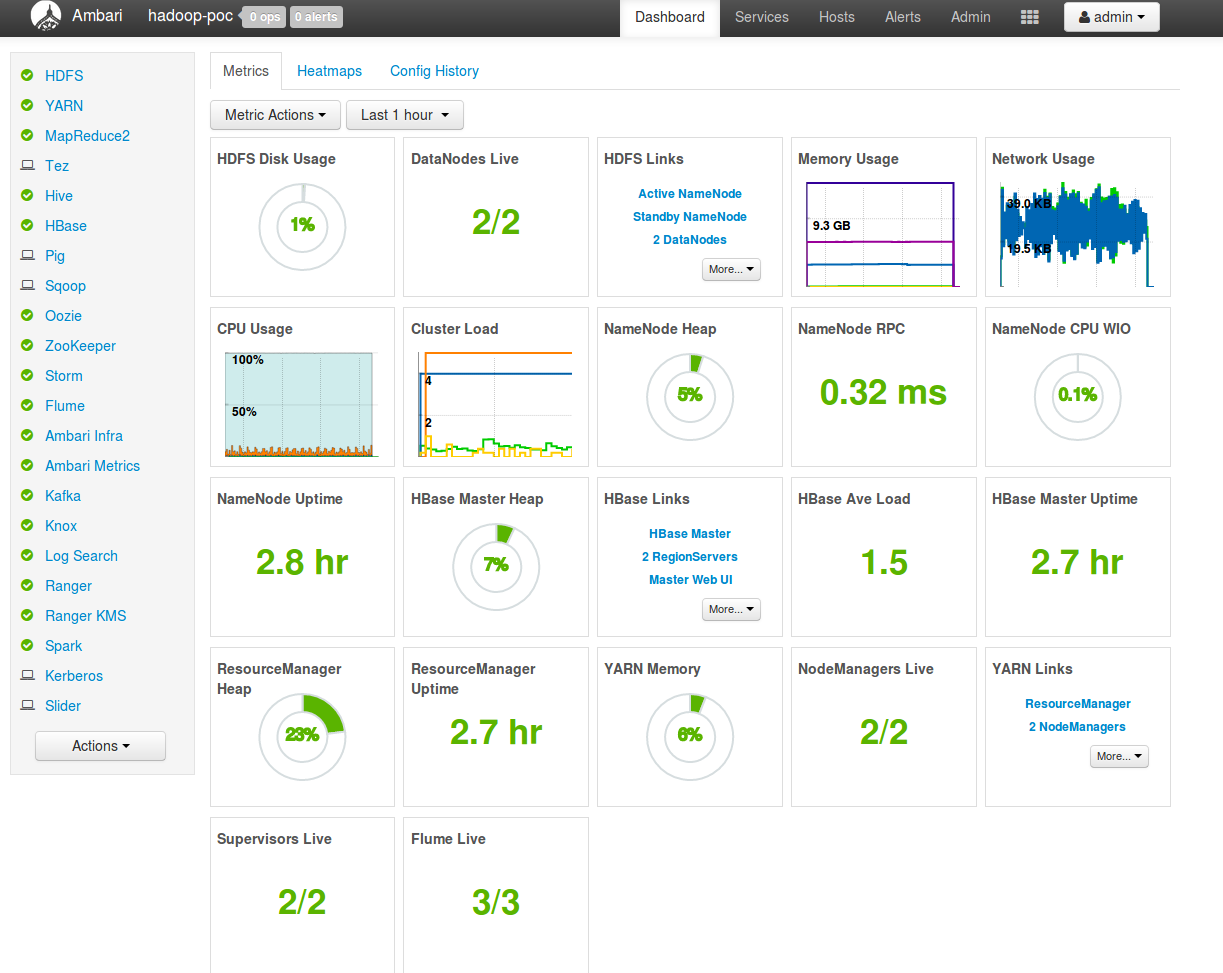 Ambari hadoop-poc 0 ops 0 alerts Dashboard Services Hosts Alerts Admin admin
HDFS
YARN
MapReduce2
Tez
Hive
HBase
Pig
Sqoop
Oozie
ZooKeeper
Storm
Flume
Ambari Infra
Ambari Metrics
Kafka
Knox
Log Search
Ranger
Ranger KMS
Spark
Kerberos
Slider
Actions
Metrics Heatmaps Config History
Metric Actions Last 1 hour
HDFS Disk Usage
1%
DataNodes Live
2/2
HDFS Links
Active NameNode
Standby NameNode
2 DataNodes
More...
Memory Usage
9.3 GB
Network Usage
39.0 KB
19.5 KB
CPU Usage
100%
50%
Cluster Load
4
2
NameNode Heap
5%
NameNode RPC
0.32 ms
NameNode CPU WIO
0.1%
NameNode Uptime
2.8 hr
HBase Master Heap
7%
HBase Links
HBase Master
2 RegionServers
Master Web UI
More...
HBase Ave Load
1.5
HBase Master Uptime
2.7 hr
ResourceManager
Heap
23%
ResourceManager
Uptime
2.7 hr
YARN Memory
6%
NodeManagers Live
2/2
YARN Links
ResourceManager
2 NodeManagers
More...
Supervisors Live
2/2
Flume Live
3/3